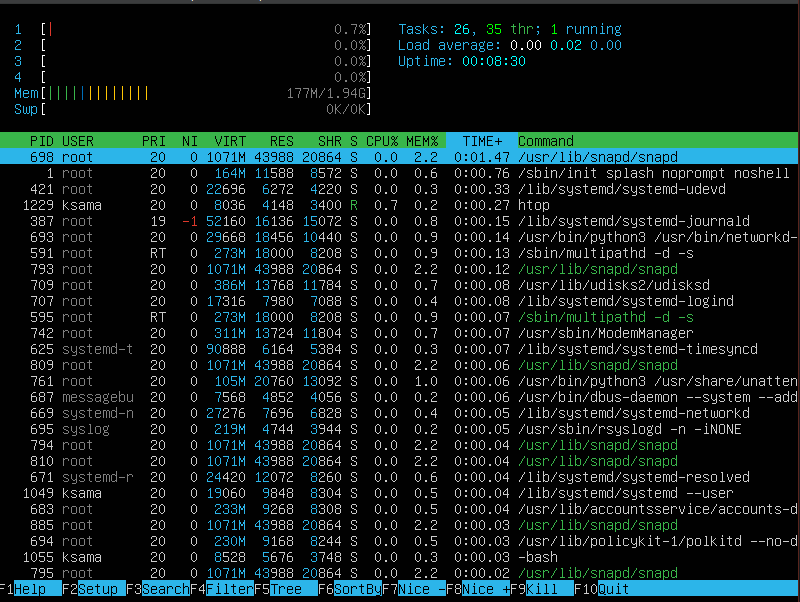 1 [| 0.7%] Tasks: 26, 35 thr; 1 running
2 [ 0.0%] Load average: 0.00 0.02 0.00
3 [ 0.0%] Uptime: 00:08:30
4 [ 0.0%]
Mem[|||||||||||||| 177M/1.94G]
Swp[ 0K/0K]
PID USER PRI NI VIRT RES SHR S CPU% MEM% TIME+ Command
698 root 20 0 1071M 43988 20864 S 0.0 2.2 0:01.47 /usr/lib/snapd/snapd
1 root 20 0 164M 11588 8572 S 0.0 0.6 0:00.76 /sbin/init splash noprompt noshell
421 root 20 0 22696 6272 4220 S 0.0 0.3 0:00.33 /lib/systemd/systemd-udevd
1229 ksama 20 0 8036 4148 3400 R 0.7 0.2 0:00.27 htop
387 root 19 -1 52160 16136 15072 S 0.0 0.8 0:00.15 /lib/systemd/systemd-journald
693 root 20 0 29668 18456 10440 S 0.0 0.9 0:00.14 /usr/bin/python3 /usr/bin/networkd-
591 root RT 0 273M 18000 8208 S 0.0 0.9 0:00.13 /sbin/multipathd -d -s
793 root 20 0 1071M 43988 20864 S 0.0 2.2 0:00.12 /usr/lib/snapd/snapd
709 root 20 0 386M 13768 11784 S 0.0 0.7 0:00.08 /usr/lib/udisks2/udisksd
707 root 20 0 17316 7980 7088 S 0.0 0.4 0:00.08 /lib/systemd/systemd-logind
595 root RT 0 273M 18000 8208 S 0.0 0.9 0:00.07 /sbin/multipathd -d -s
742 root 20 0 311M 13724 11804 S 0.0 0.7 0:00.07 /usr/sbin/ModemManager
625 systemd-t 20 0 90888 6164 5384 S 0.0 0.3 0:00.07 /lib/systemd/systemd-timesyncd
809 root 20 0 1071M 43988 20864 S 0.0 2.2 0:00.06 /usr/lib/snapd/snapd
761 root 20 0 105M 20760 13092 S 0.0 1.0 0:00.06 /usr/bin/python3 /usr/share/unatten
687 messagebu 20 0 7568 4852 4056 S 0.0 0.2 0:00.06 /usr/bin/dbus-daemon --system --add
669 systemd-n 20 0 27276 7696 6828 S 0.0 0.4 0:00.05 /lib/systemd/systemd-networkd
695 syslog 20 0 219M 4744 3944 S 0.0 0.2 0:00.05 /usr/sbin/rsyslogd -n -iNONE
794 root 20 0 1071M 43988 20864 S 0.0 2.2 0:00.04 /usr/lib/snapd/snapd
810 root 20 0 1071M 43988 20864 S 0.0 2.2 0:00.04 /usr/lib/snapd/snapd
671 systemd-r 20 0 24420 12072 8260 S 0.0 0.6 0:00.04 /lib/systemd/systemd-resolved
1049 ksama 20 0 19060 9848 8304 S 0.0 0.5 0:00.04 /lib/systemd/systemd --user
683 root 20 0 233M 9268 8308 S 0.0 0.5 0:00.04 /usr/lib/accountsservice/accounts-d
885 root 20 0 1071M 43988 20864 S 0.0 2.2 0:00.03 /usr/lib/snapd/snapd
694 root 20 0 230M 9168 8244 S 0.0 0.5 0:00.03 /usr/lib/policykit-1/polkitd --no-d
1055 ksama 20 0 8528 5676 3748 S 0.0 0.3 0:00.03 -bash
795 root 20 0 1071M 43988 20864 S 0.0 2.2 0:00.02 /usr/lib/snapd/snapd
F1Help F2Setup F3SearchF4FilterF5Tree F6SortByF7Nice -F8Nice +F9Kill F10Quit